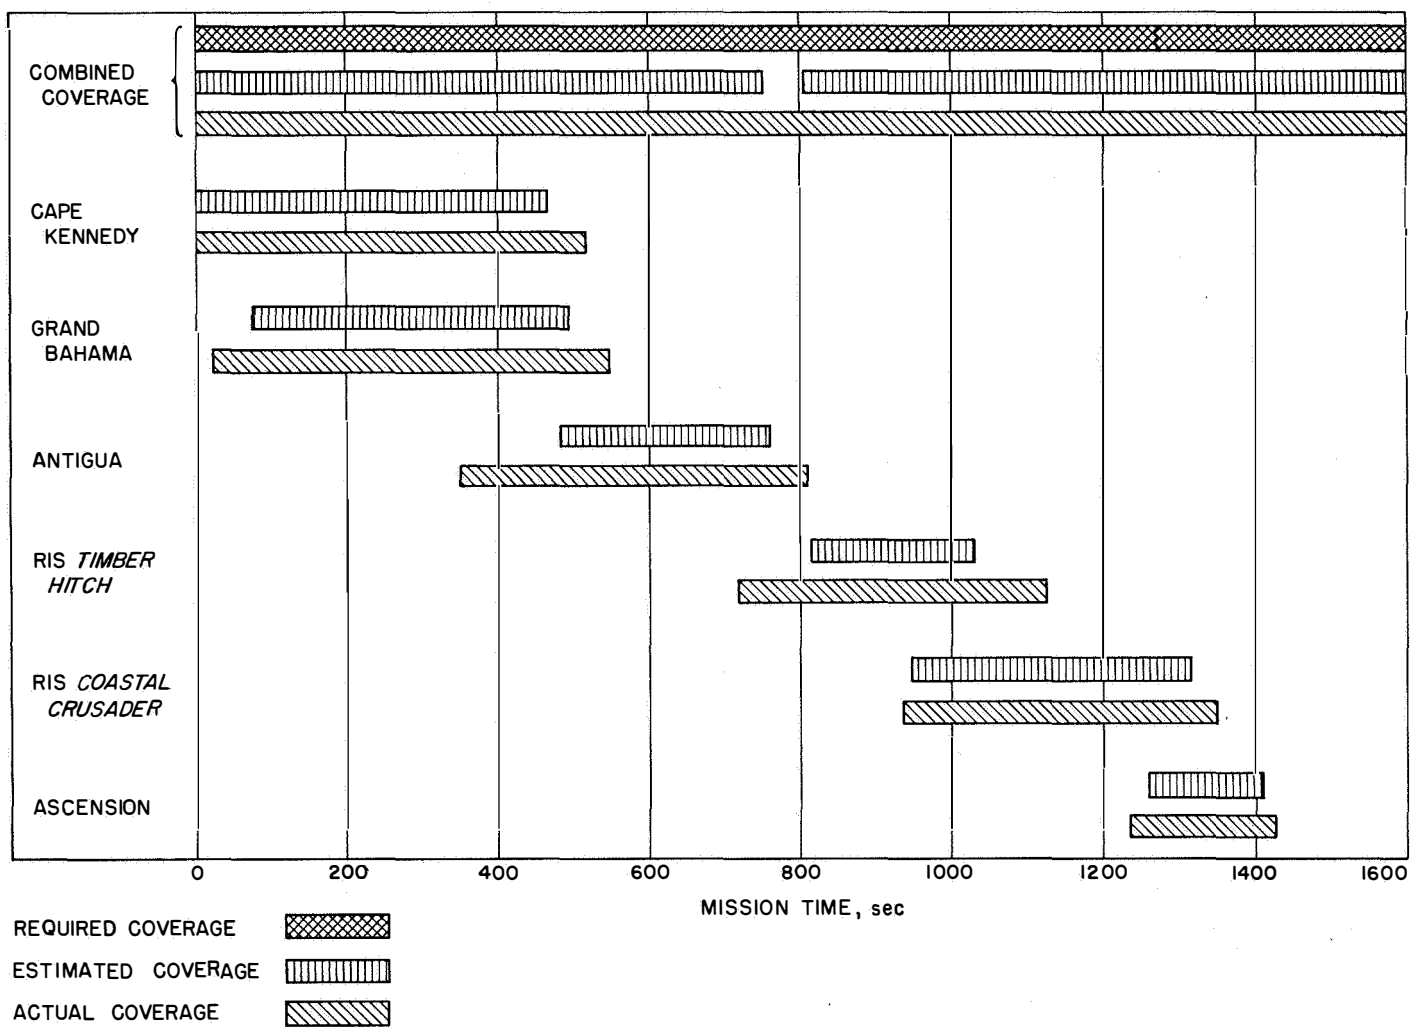 COMBINED
COVERAGE
CAPE
KENNEDY
GRAND
BAHAMA
ANTIGUA
RIS TIMBER
HITCH
RIS COASTAL
CRUSADER
ASCENSION
0 200 400 600 800 1000 1200 1400 1600
MISSION TIME, sec
REQUIRED COVERAGE
ESTIMATED COVERAGE
ACTUAL COVERAGE